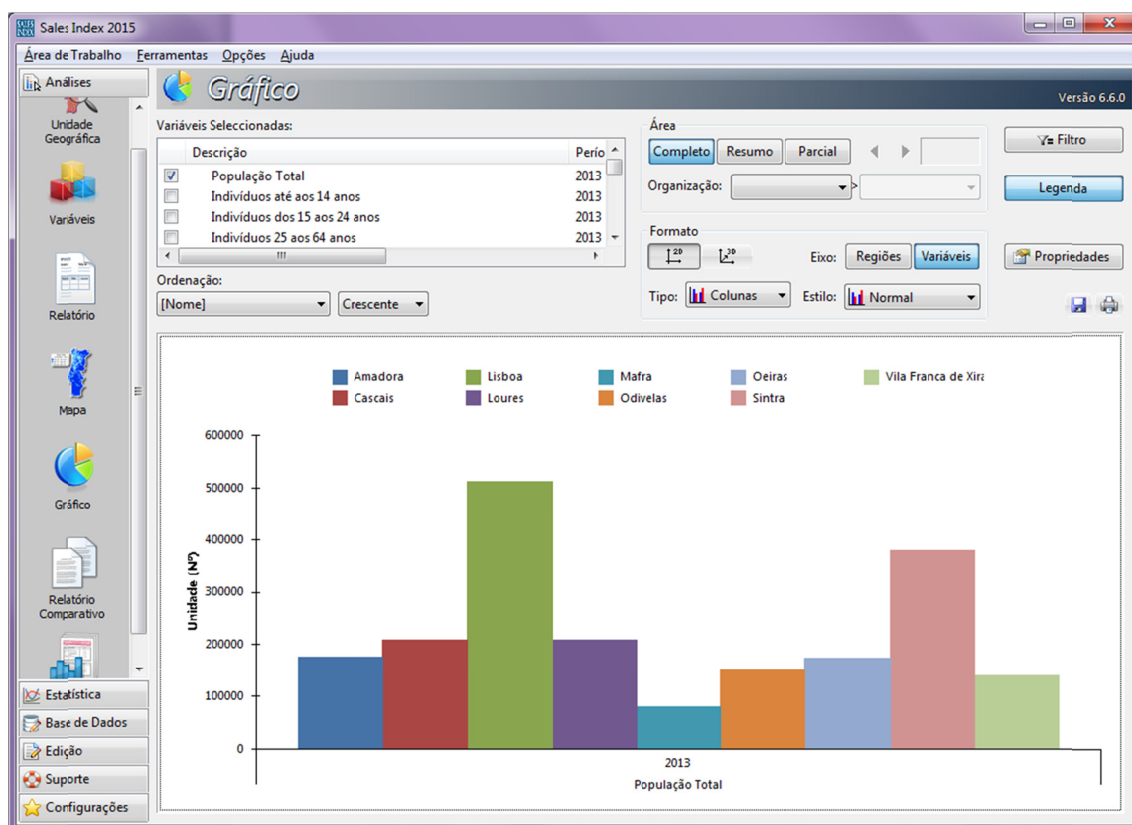 SALES
INDEX
Sales Index 2015
Área de Trabalho Ferramentas Opções Ajuda
Análises
Gráfico
Versão 6.6.0
Unidade
Geográfica
Varáveis
Relatório
Mapa
Gráfico
Relatório
Comparativo
Estatística
Base de Dados
Edição
Suporte
Configurações
Variáveis Seleccionadas:
Descrição Perío
População Total 2013
Indivíduos até aos 14 anos 2013
Indivíduos dos 15 aos 24 anos 2013
Indivíduos 25 aos 64 anos 2013
Ordenação:
[Nome] Crescente
Área
Completo Resumo Parcial
Organização: >
Formato
2D 3D Eixo: Regiões Variáveis
Tipo: Colunas Estilo: Normal
Filtro
Legenda
Propriedades
Amadora Lisboa Mafra Oeiras Vila Franca de Xira
Cascais Loures Odivelas Sintra
Unidade (Nº)
600000
500000
400000
300000
200000
100000
0
2013
População Total